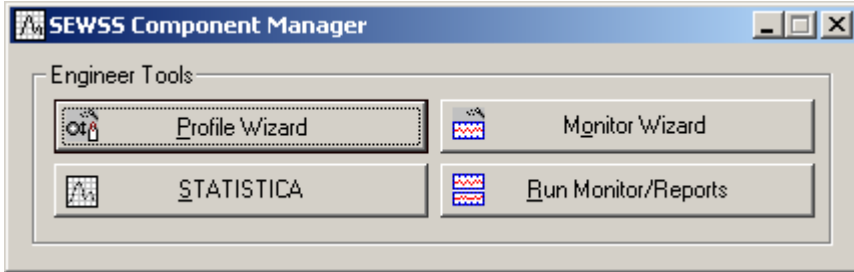 SEWSS Component Manager
Engineer Tools
Profile Wizard
Monitor Wizard
STATISTICA
Run Monitor/Reports